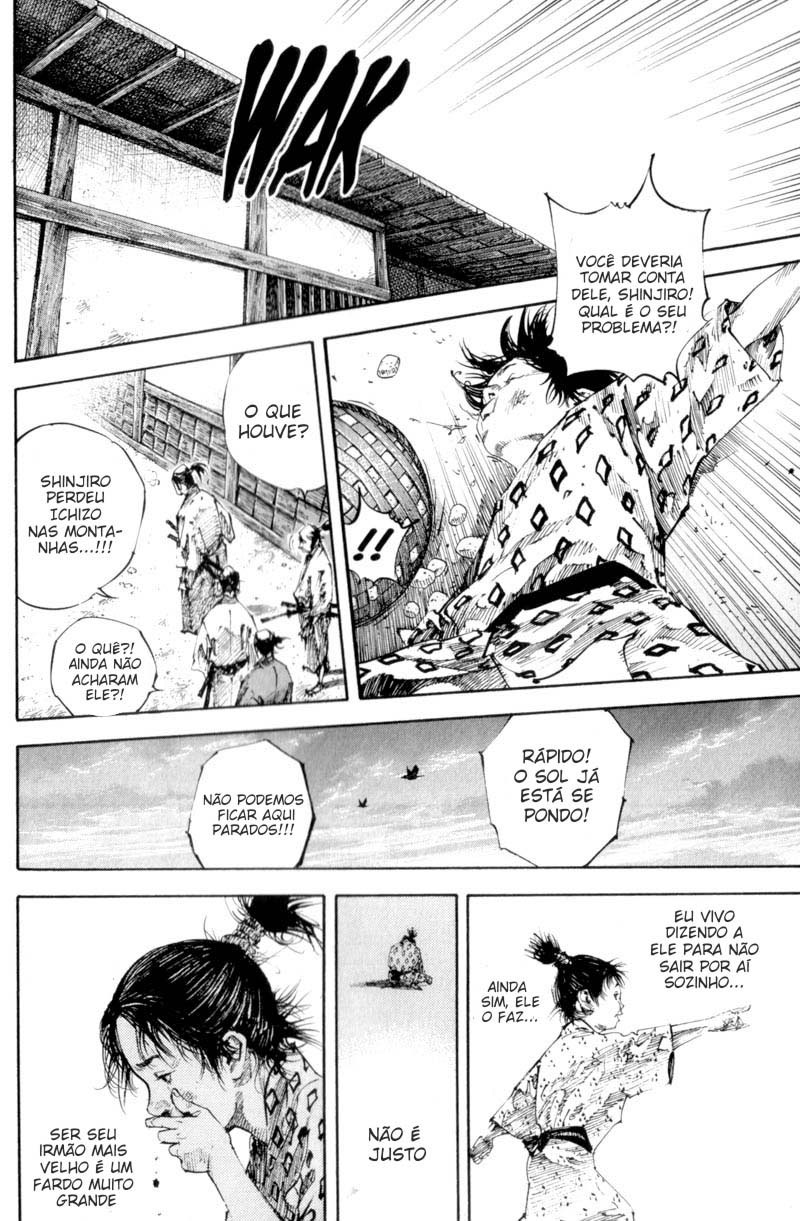 WAK
VOCÊ DEVERIA
TOMAR CONTA
DELE, SHINJIRO!
QUAL É O SEU
PROBLEMA?!
!!
O QUE
HOUVE?
SHINJIRO
PERDEU
ICHIZO
NAS MONTA-
NHAS...!!!
O QUÊ?!
AINDA NÃO
ACHARAM
ELE?!
RÁPIDO!
O SOL JÁ
ESTÁ SE
PONDO!
NÃO PODEMOS
FICAR AQUI
PARADOS!!!
EU VIVO
DIZENDO A
ELE PARA NÃO
SAIR POR AÍ
SOZINHO...
AINDA
SIM, ELE
O FAZ...
NÃO É
JUSTO
SER SEU
IRMÃO MAIS
VELHO É UM
FARDO MUITO
GRANDE